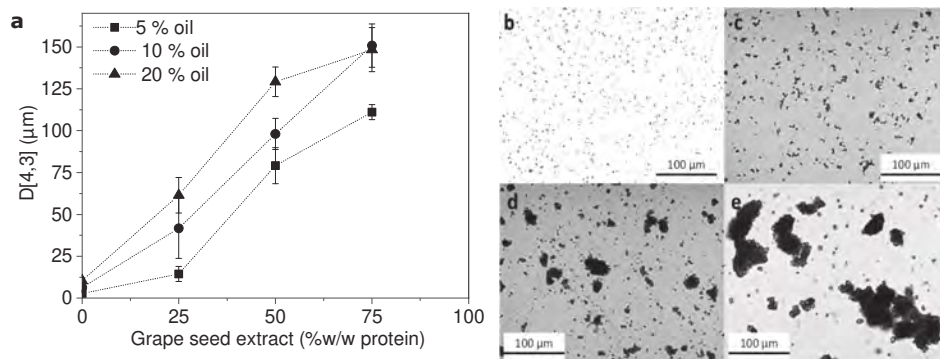 a
5 % oil
10 % oil
20 % oil
150
125
100
75
50
25
0
D[4,3] (µm)
0 25 50 75 100
Grape seed extract (%w/w protein)
b
100 µm
c
100 µm
d
100 µm
e
100 µm